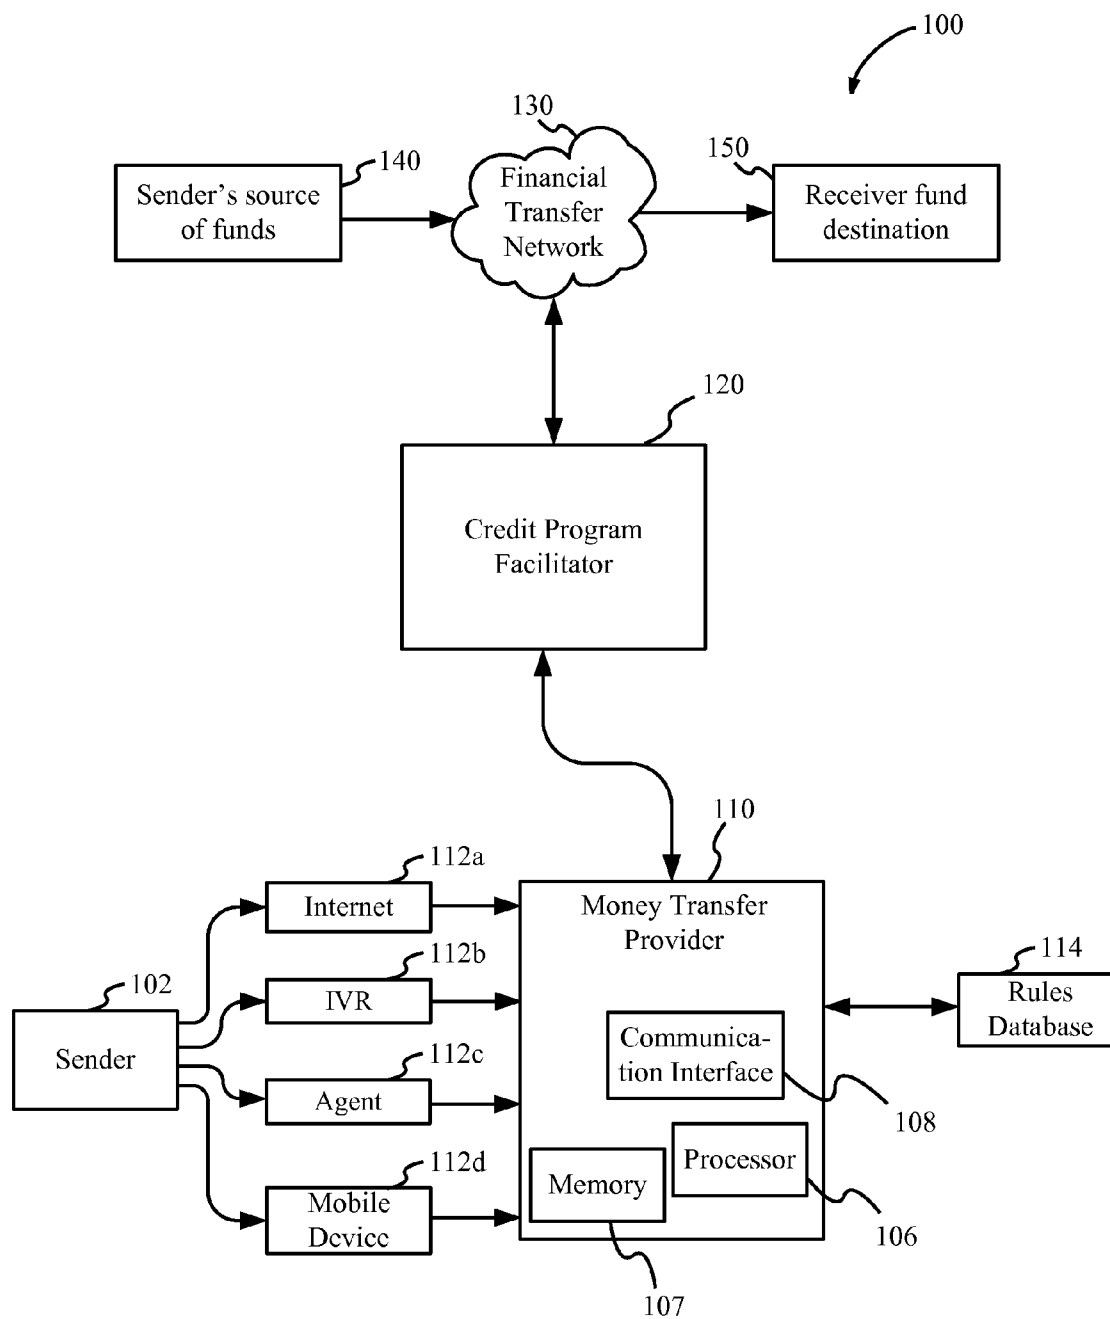 100
130
140
150
Sender's source
of funds
Financial
Transfer
Network
Receiver fund
destination
120
Credit Program
Facilitator
110
112a
Internet
Money Transfer
Provider
112b
IVR
114
Rules
Database
102
Sender
Communica-
tion Interface
112c
Agent
108
112d
Mobile
Device
Memory
Processor
106
107